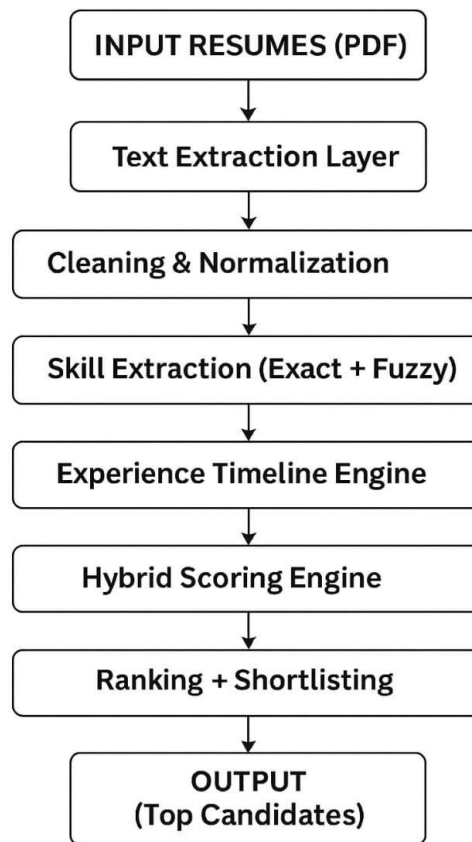 INPUT RESUMES (PDF)
Text Extraction Layer
Cleaning & Normalization
Skill Extraction (Exact + Fuzzy)
Experience Timeline Engine
Hybrid Scoring Engine
Ranking + Shortlisting
OUTPUT
(Top Candidates)